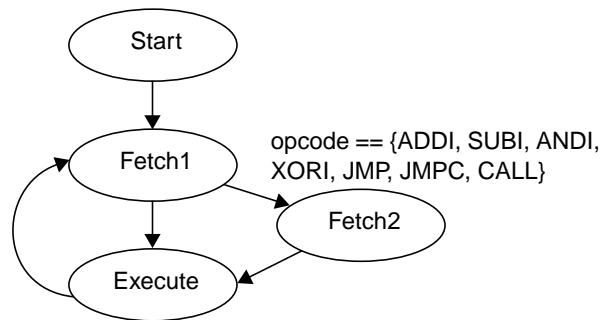 Start
opcode == {ADDI, SUBI, ANDI,
XORI, JMP, JMPC, CALL}
Fetch1
Fetch2
Execute